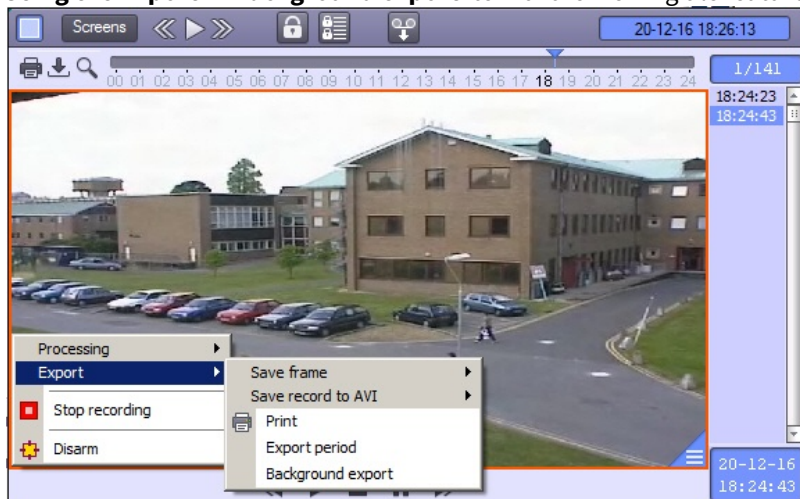 Screens
20-12-16 18:26:13
00 01 02 03 04 05 06 07 08 09 10 11 12 13 14 15 16 17 18 19 20 21 22 23 24
1/141
18:24:23
18:24:43
Processing
Export
Stop recording
Disarm
Save frame
Save record to AVI
Print
Export period
Background export
20-12-16
18:24:43